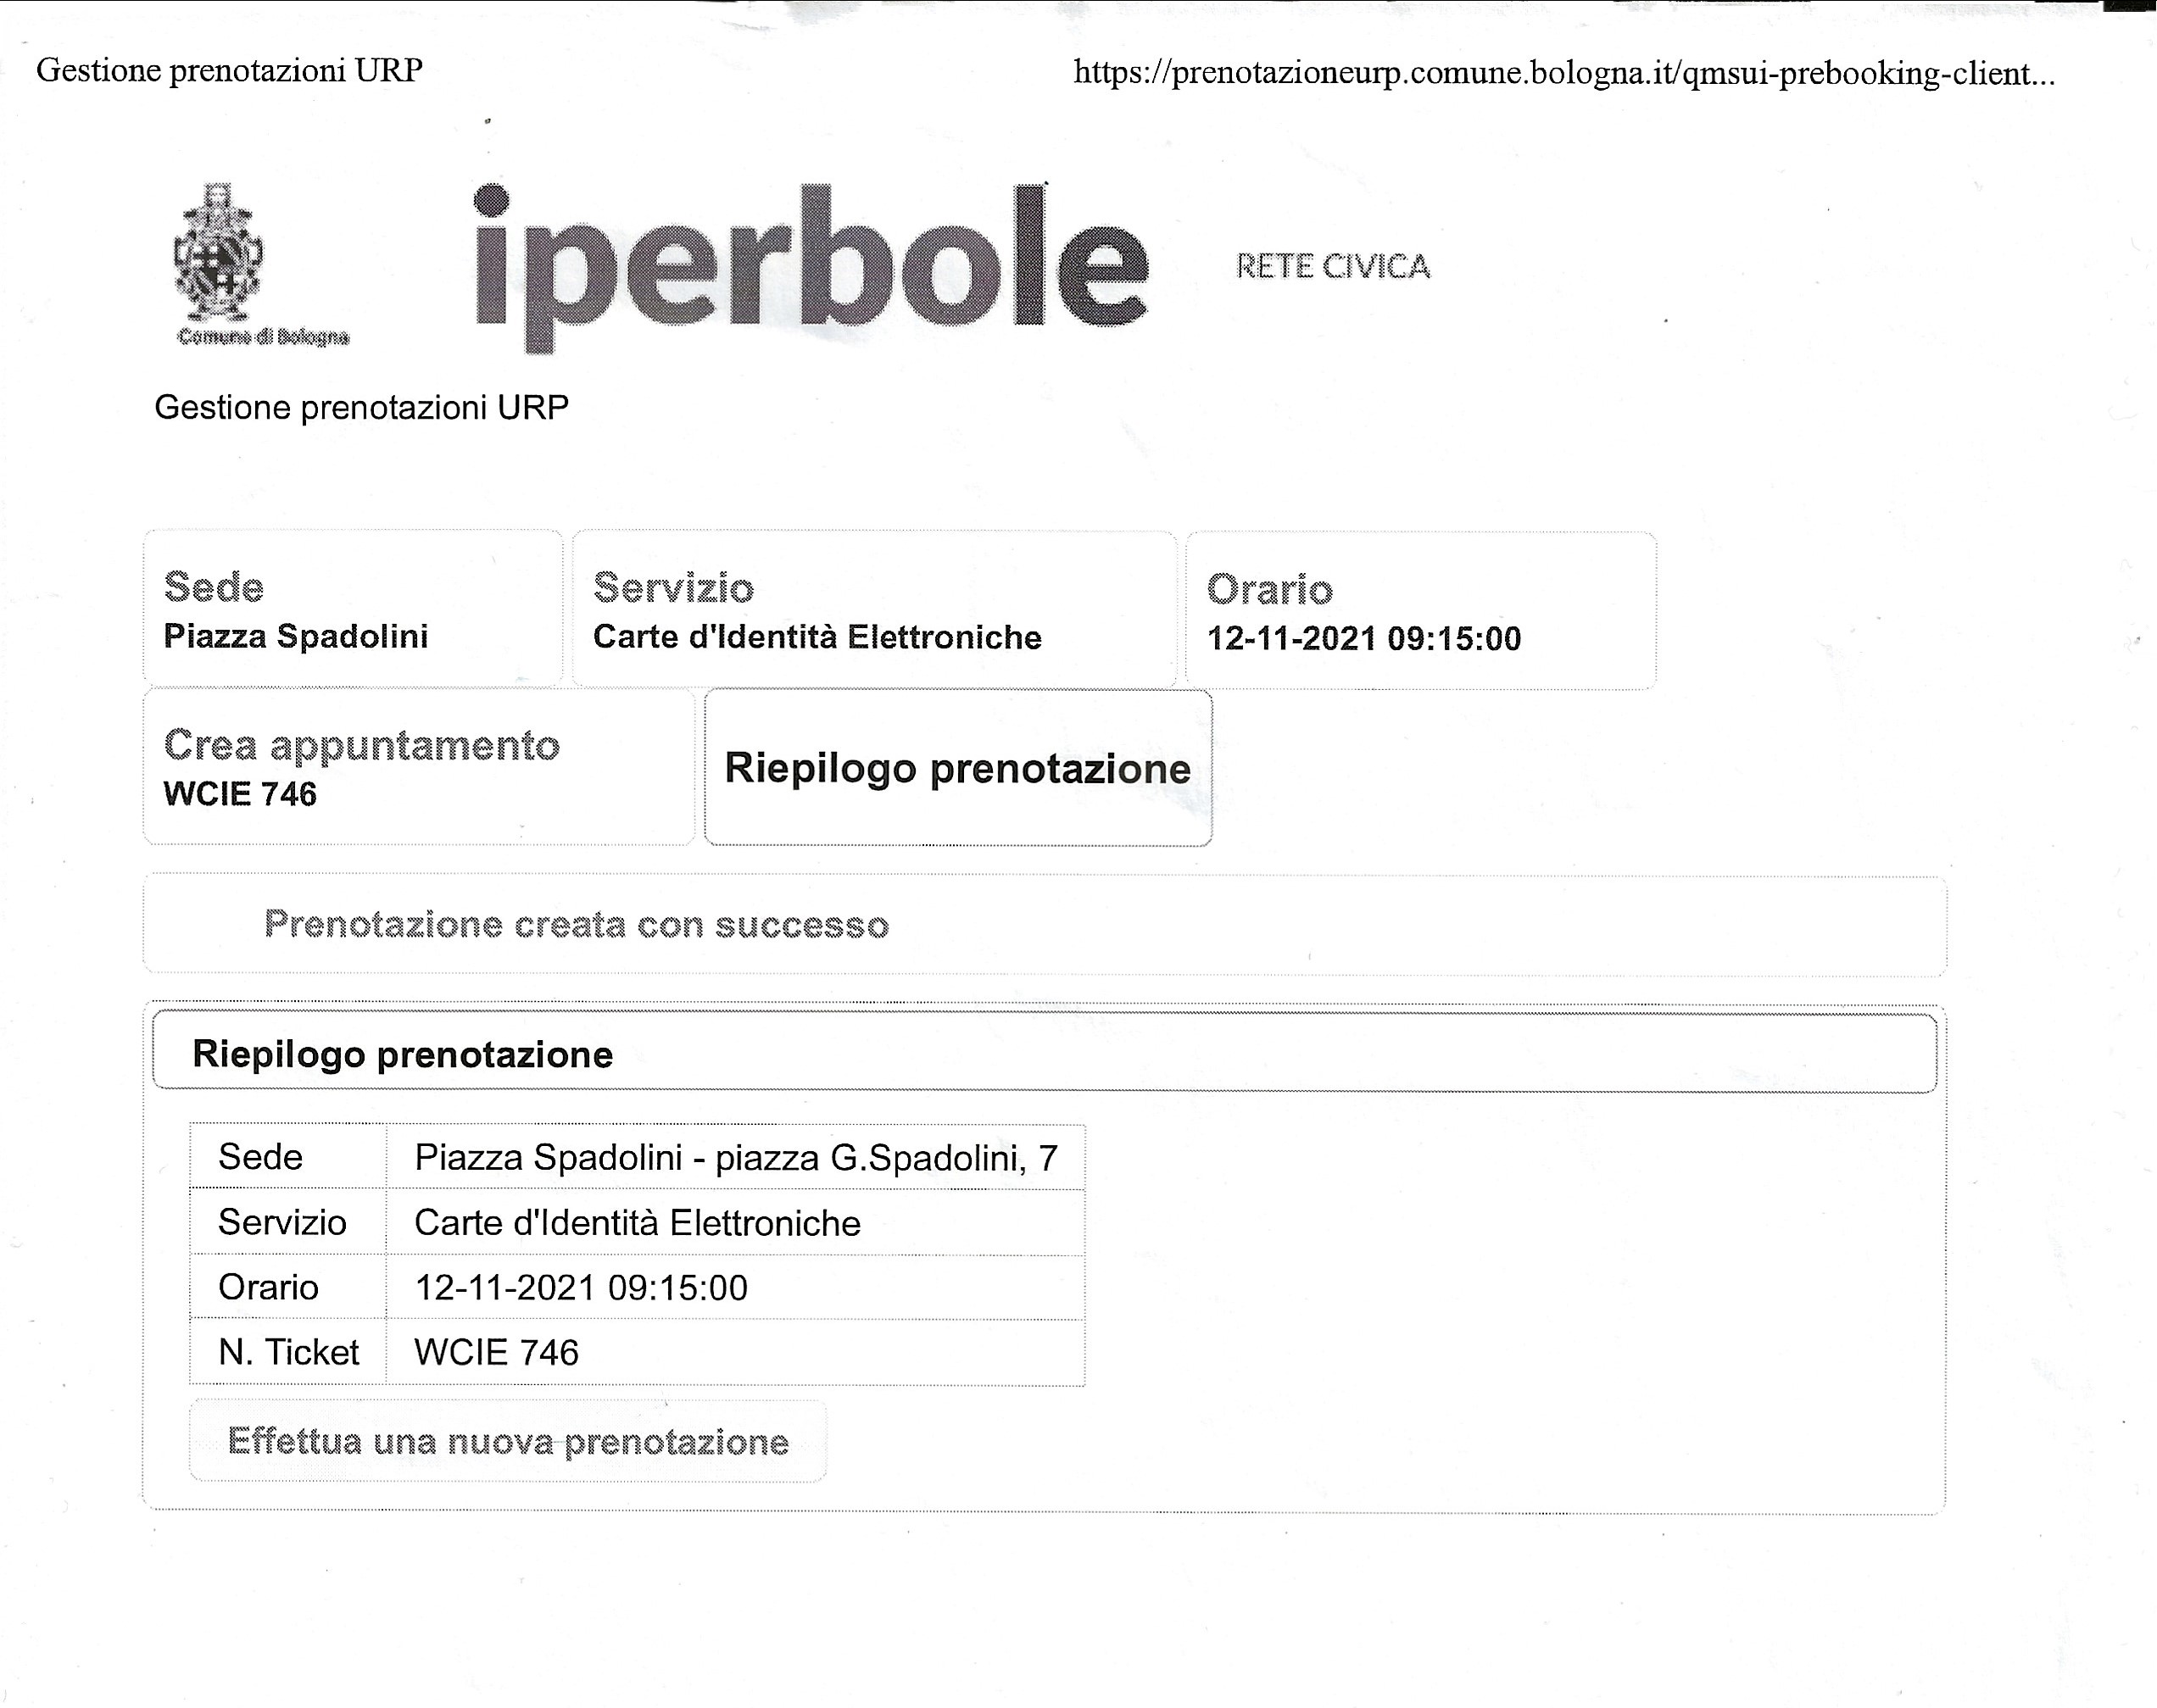 Gestione prenotazioni URP
https://prenotazioneurp.comune.bologna.it/qmsui-prebooking-client...
Comune di Bologna
iperbole
RETE CIVICA
Gestione prenotazioni URP
Sede
Piazza Spadolini
Servizio
Carte d'Identità Elettroniche
Orario
12-11-2021 09:15:00
Crea appuntamento
WCIE 746
Riepilogo prenotazione
Prenotazione creata con successo
Riepilogo prenotazione
Sede Piazza Spadolini - piazza G.Spadolini, 7
Servizio Carte d'Identità Elettroniche
Orario 12-11-2021 09:15:00
N. Ticket WCIE 746
Effettua una nuova prenotazione